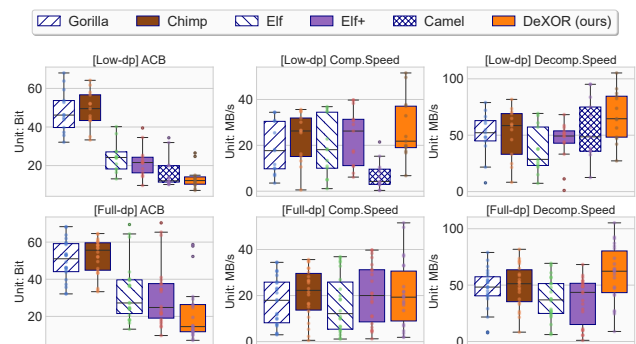 Gorilla Chimp Elf Elf+ Camel DeXOR (ours)
[Low-dp] ACB [Low-dp] Comp.Speed [Low-dp] Decomp.Speed
Unit: Bit
60
40
20
Unit: MB/s
40
20
0
Unit: MB/s
100
50
0
[Full-dp] ACB [Full-dp] Comp.Speed [Full-dp] Decomp.Speed
Unit: Bit
60
40
20
Unit: MB/s
40
20
0
Unit: MB/s
100
50
0